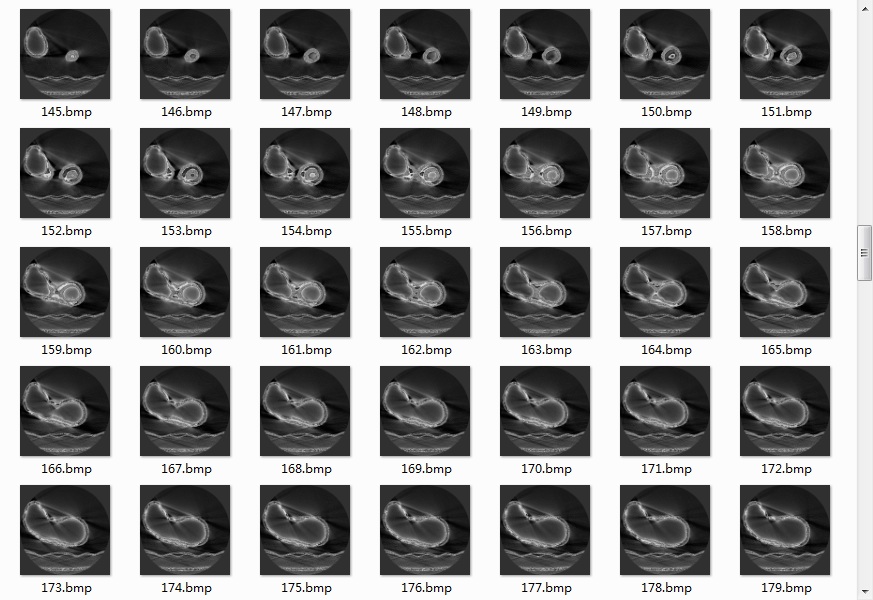 145.bmp 146.bmp 147.bmp 148.bmp 149.bmp 150.bmp 151.bmp
152.bmp 153.bmp 154.bmp 155.bmp 156.bmp 157.bmp 158.bmp
159.bmp 160.bmp 161.bmp 162.bmp 163.bmp 164.bmp 165.bmp
166.bmp 167.bmp 168.bmp 169.bmp 170.bmp 171.bmp 172.bmp
173.bmp 174.bmp 175.bmp 176.bmp 177.bmp 178.bmp 179.bmp